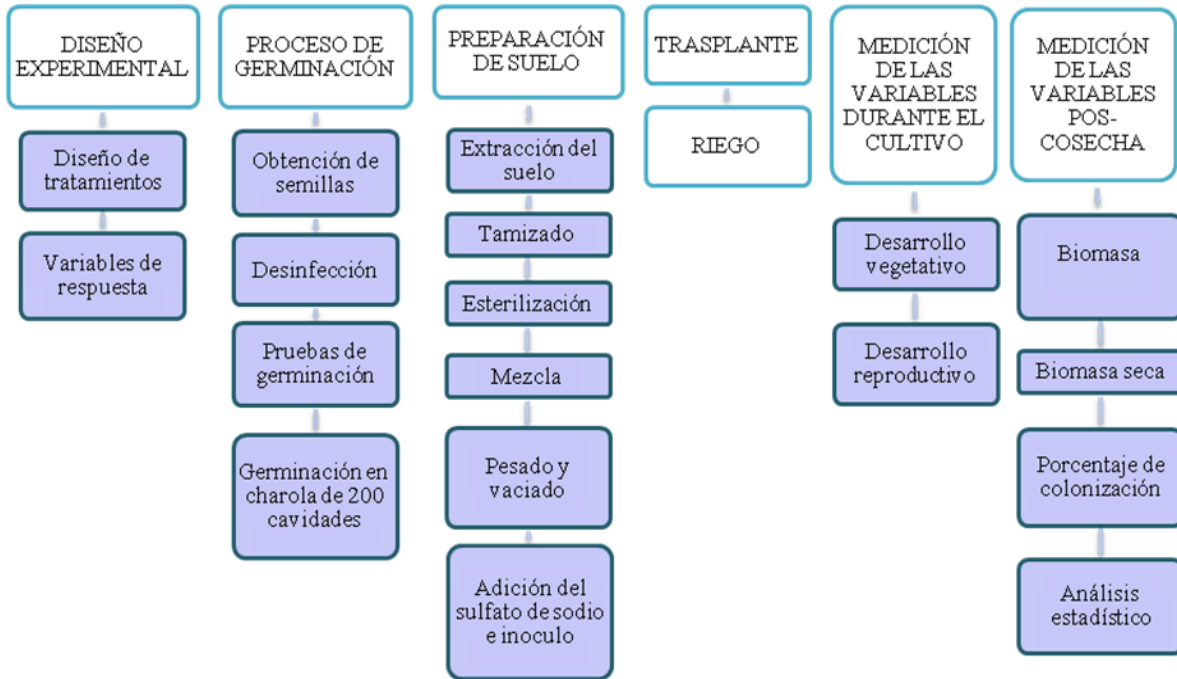 DISEÑO
EXPERIMENTAL
Diseño de
tratamientos
Variables de
respuesta
PROCESO DE
GERMINACIÓN
Obtención de
semillas
Desinfección
Pruebas de
germinación
Germinación en
charola de 200
cavidades
PREPARACIÓN
DE SUELO
Extracción del
suelo
Tamizado
Esterilización
Mezcla
Pesado y
vaciado
Adición del
sulfato de sodio
e inoculo
TRASPLANTE
RIEGO
MEDICIÓN
DE LAS
VARIABLES
DURANTE EL
CULTIVO
Desarrollo
vegetativo
Desarrollo
reproductivo
MEDICIÓN
DE LAS
VARIABLES
POS-
COSECHA
Biomasa
Biomasa seca
Porcentaje de
colonización
Análisis
estadístico